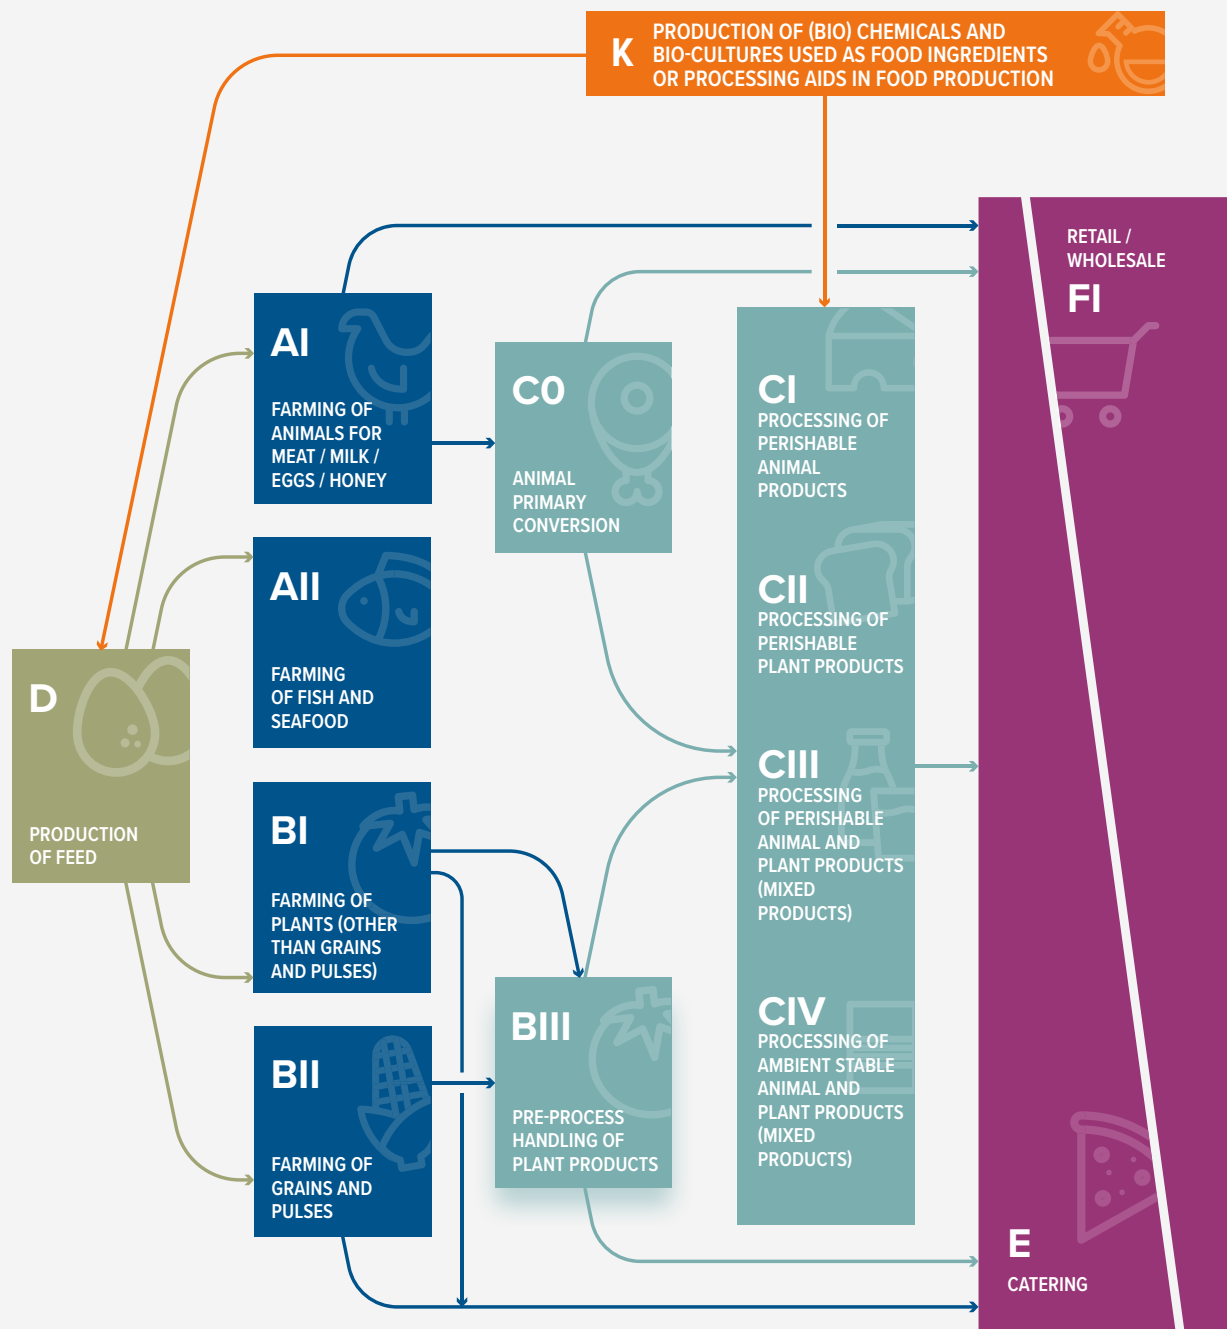 K
PRODUCTION OF (BIO) CHEMICALS AND
BIO-CULTURES USED AS FOOD INGREDIENTS
OR PROCESSING AIDS IN FOOD PRODUCTION
RETAIL /
WHOLESALE
FI
AI
FARMING OF
ANIMALS FOR
MEAT / MILK /
EGGS / HONEY
C0
ANIMAL
PRIMARY
CONVERSION
CI
PROCESSING OF
PERISHABLE
ANIMAL
PRODUCTS
AII
FARMING
OF FISH AND
SEAFOOD
CII
PROCESSING OF
PERISHABLE
PLANT PRODUCTS
D
PRODUCTION
OF FEED
BI
FARMING OF
PLANTS (OTHER
THAN GRAINS
AND PULSES)
CIII
PROCESSING
OF PERISHABLE
ANIMAL AND
PLANT PRODUCTS
(MIXED
PRODUCTS)
BII
FARMING OF
GRAINS AND
PULSES
BIII
PRE-PROCESS
HANDLING OF
PLANT PRODUCTS
CIV
PROCESSING OF
AMBIENT STABLE
ANIMAL AND
PLANT PRODUCTS
(MIXED
PRODUCTS)
E
CATERING